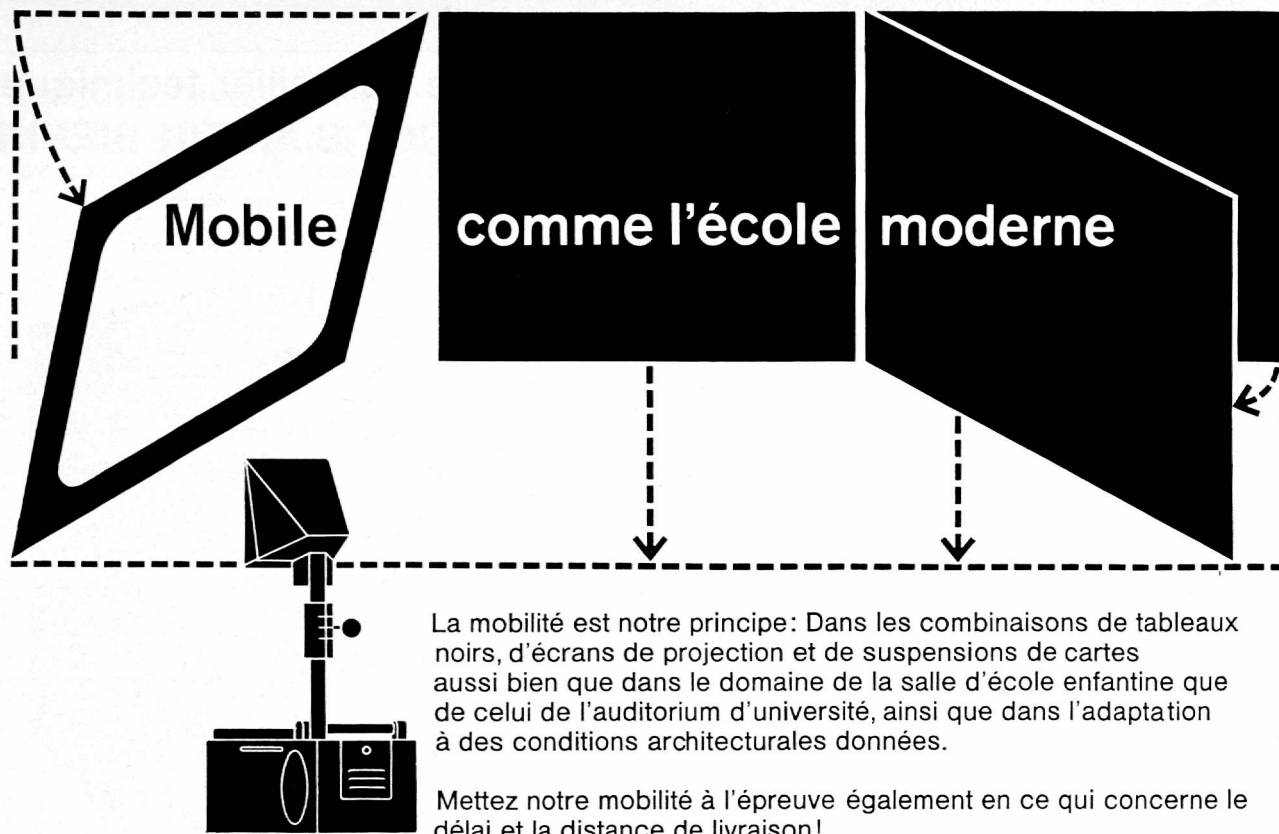 Mobile comme l'école moderne
La mobilité est notre principe: Dans les combinaisons de tableaux
noirs, d'écrans de projection et de suspensions de cartes
aussi bien que dans le domaine de la salle d'école enfantine que
de celui de l'auditorium d'université, ainsi que dans l'adaptation
à des conditions architecturales données.
Mettez notre mobilité à l'épreuve également en ce qui concerne le
délai et la distance de livraison!